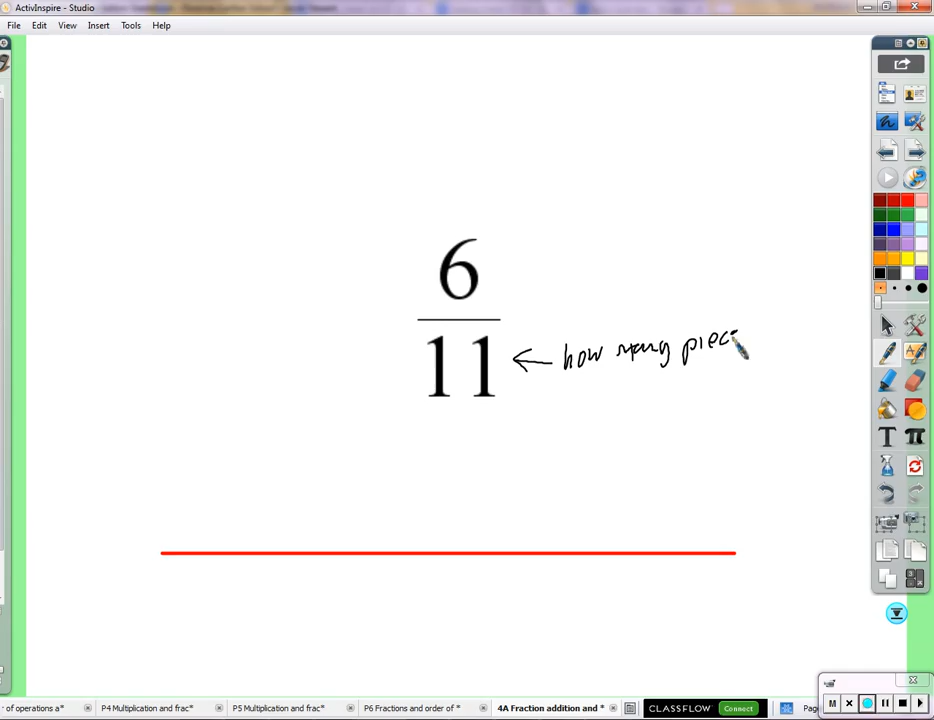 ActivInspire - Studio
File Edit View Insert Tools Help
6
11
how many piec
of operations a*
P4 Multiplication and frac*
P5 Multiplication and frac*
P6 Fractions and order of *
4A Fraction addition and *
CLASSFLOW Connect
Pag
M